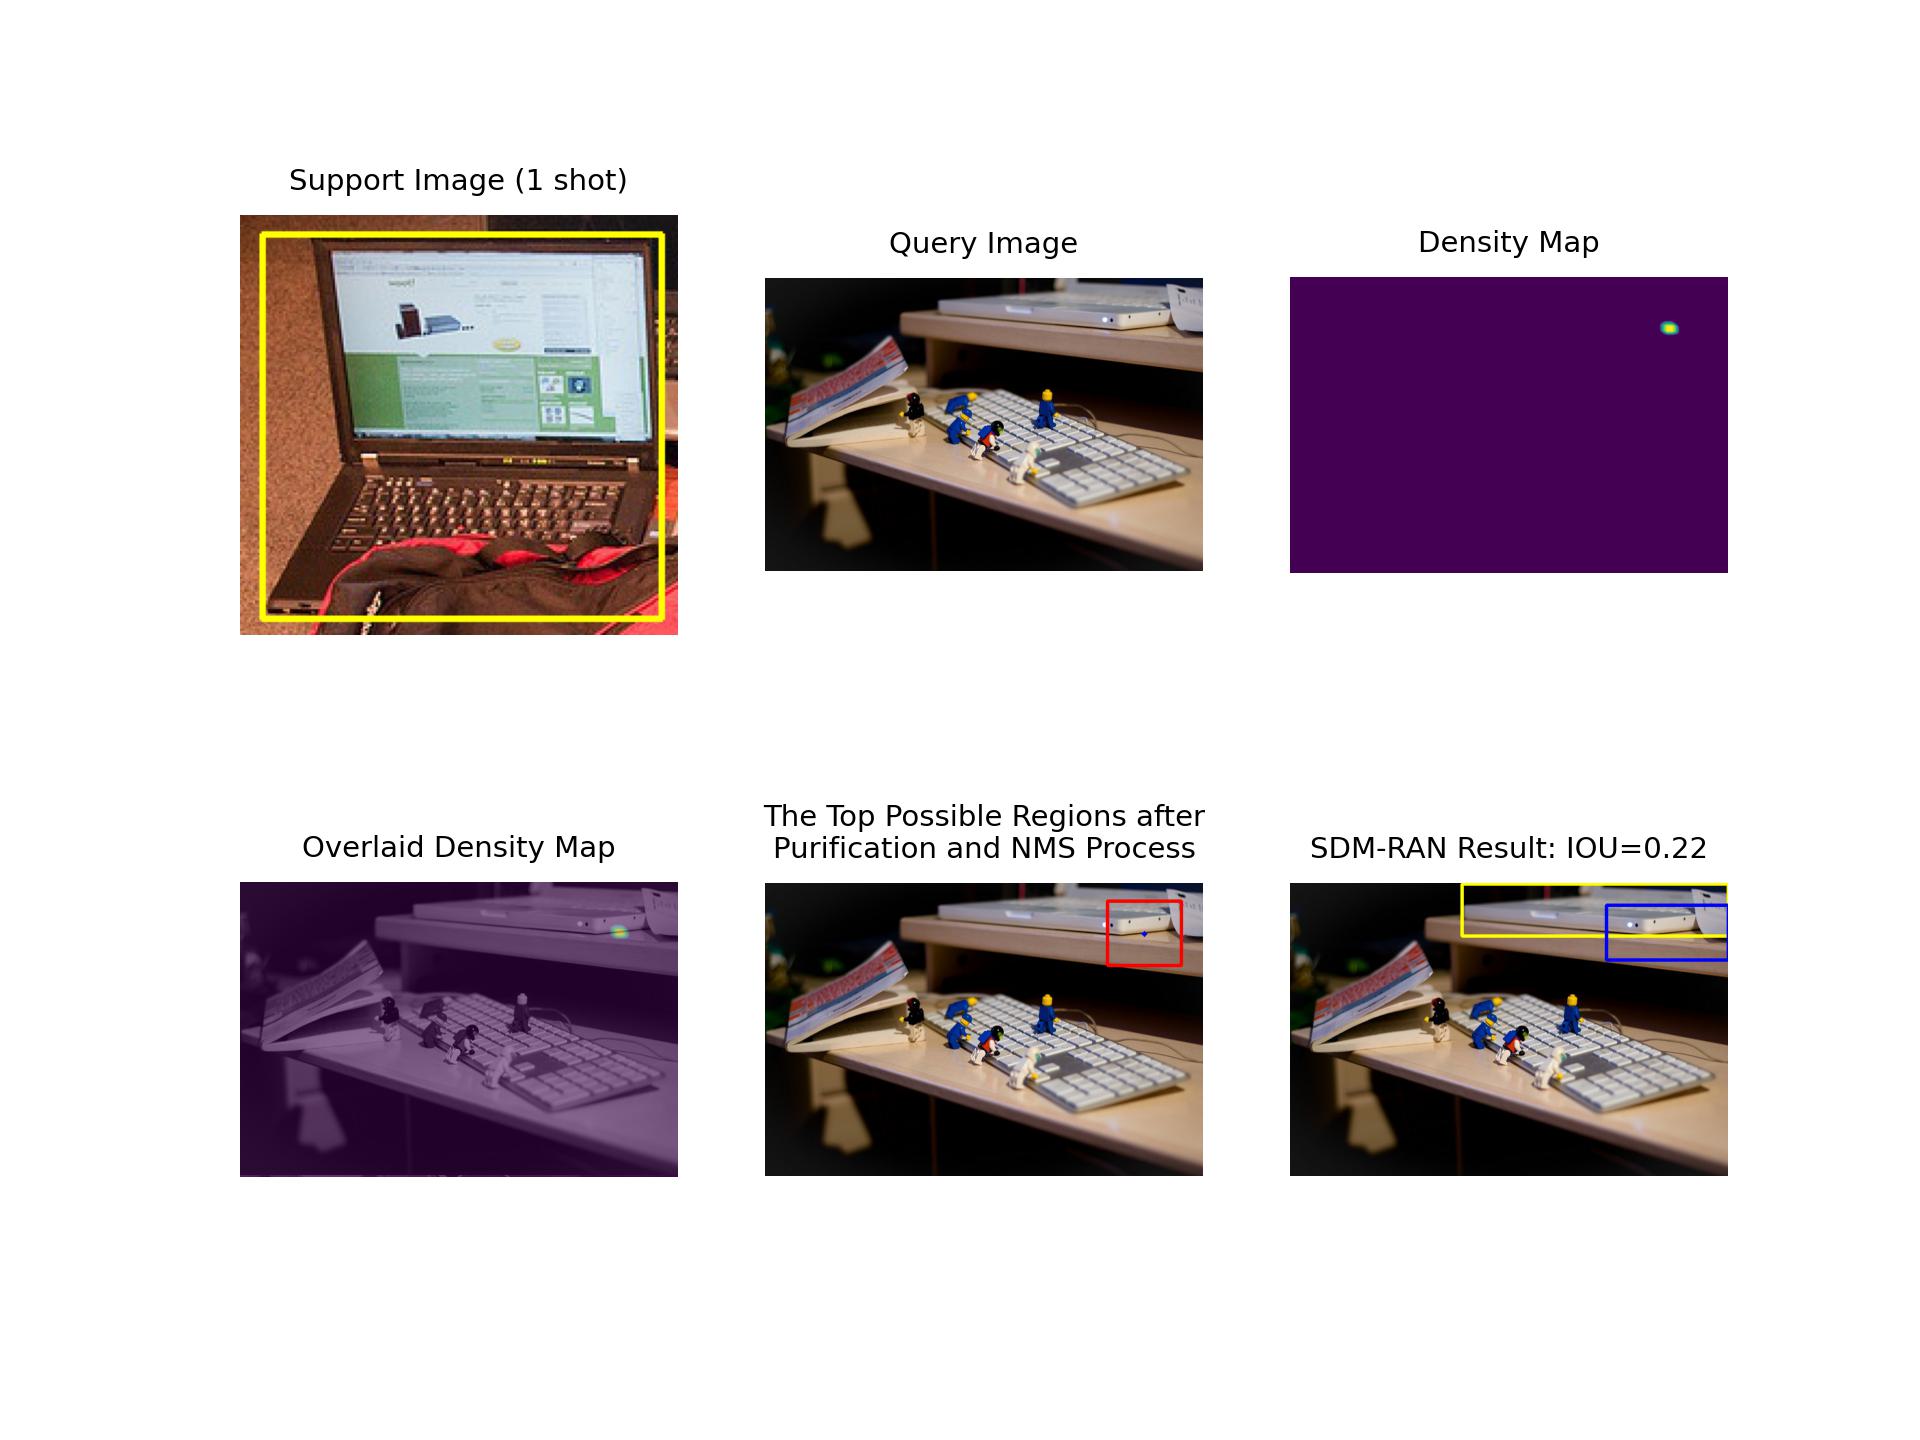 Support Image (1 shot)
woot!
Query Image
Density Map
Overlaid Density Map
The Top Possible Regions after
Purification and NMS Process
SDM-RAN Result: IOU=0.22